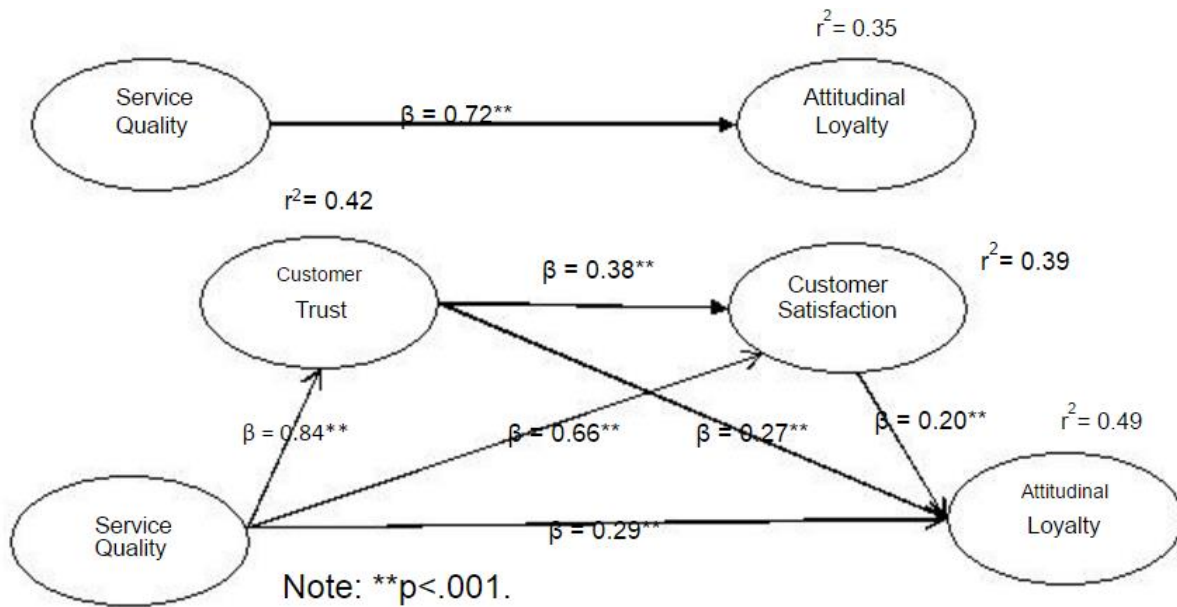 r²= 0.35
Service
Quality
β = 0.72**
Attitudinal
Loyalty
r²= 0.42
Customer
Trust
β = 0.38**
Customer
Satisfaction
r²= 0.39
β = 0.84**
β = 0.66**
β = 0.27**
β = 0.20**
r²= 0.49
Service
Quality
β = 0.29**
Attitudinal
Loyalty
Note: **p<.001.